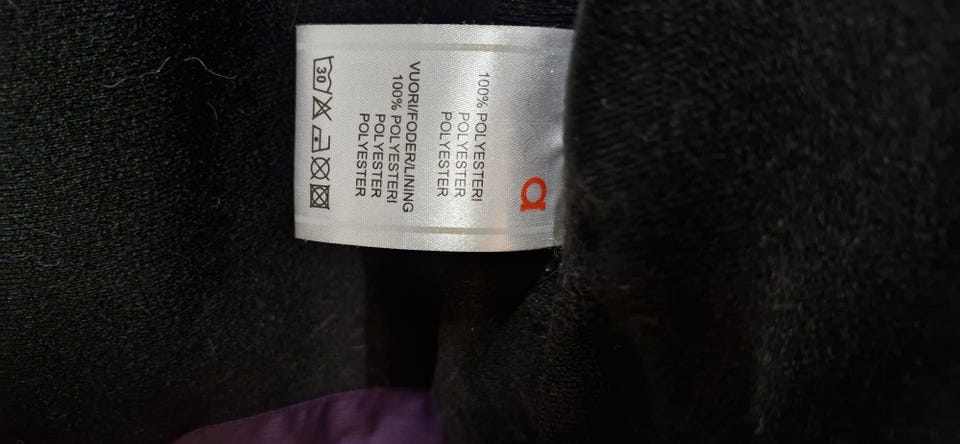 a
100% POLYESTERI
POLYESTER
POLYESTER
VUORI/FODER/LINING
100% POLYESTERI
POLYESTER
POLYESTER
30